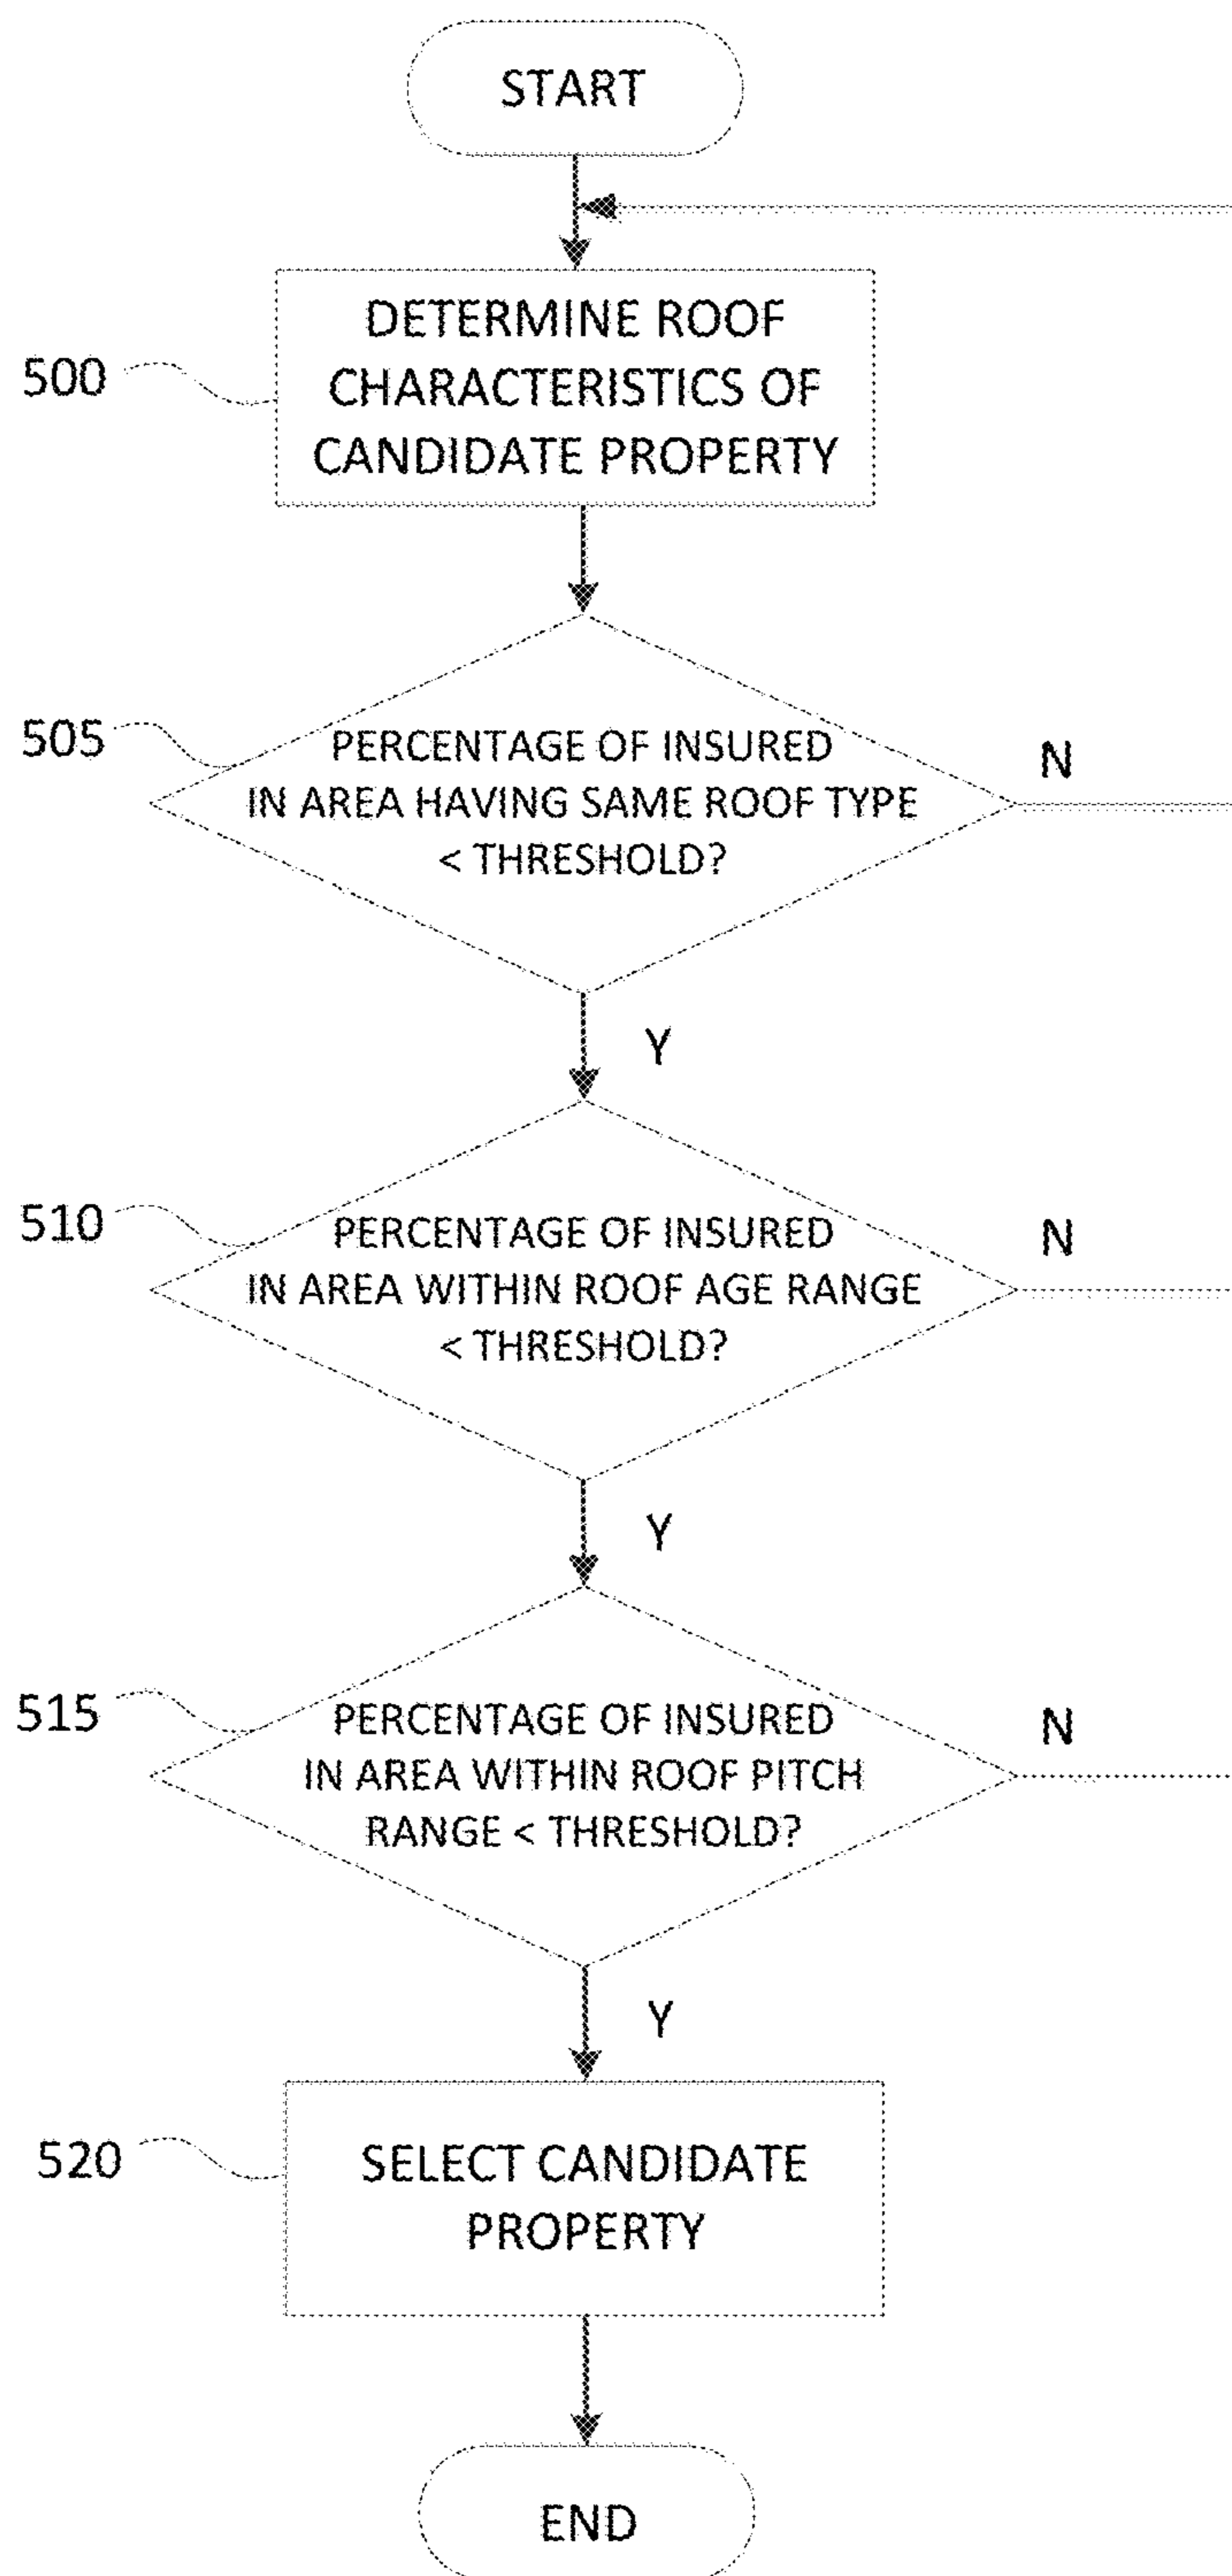 START
DETERMINE ROOF
CHARACTERISTICS OF
CANDIDATE PROPERTY
500
PERCENTAGE OF INSURED
IN AREA HAVING SAME ROOF TYPE
< THRESHOLD?
505
N
Y
PERCENTAGE OF INSURED
IN AREA WITHIN ROOF AGE RANGE
< THRESHOLD?
510
N
Y
PERCENTAGE OF INSURED
IN AREA WITHIN ROOF PITCH
RANGE < THRESHOLD?
515
N
Y
SELECT CANDIDATE
PROPERTY
520
END